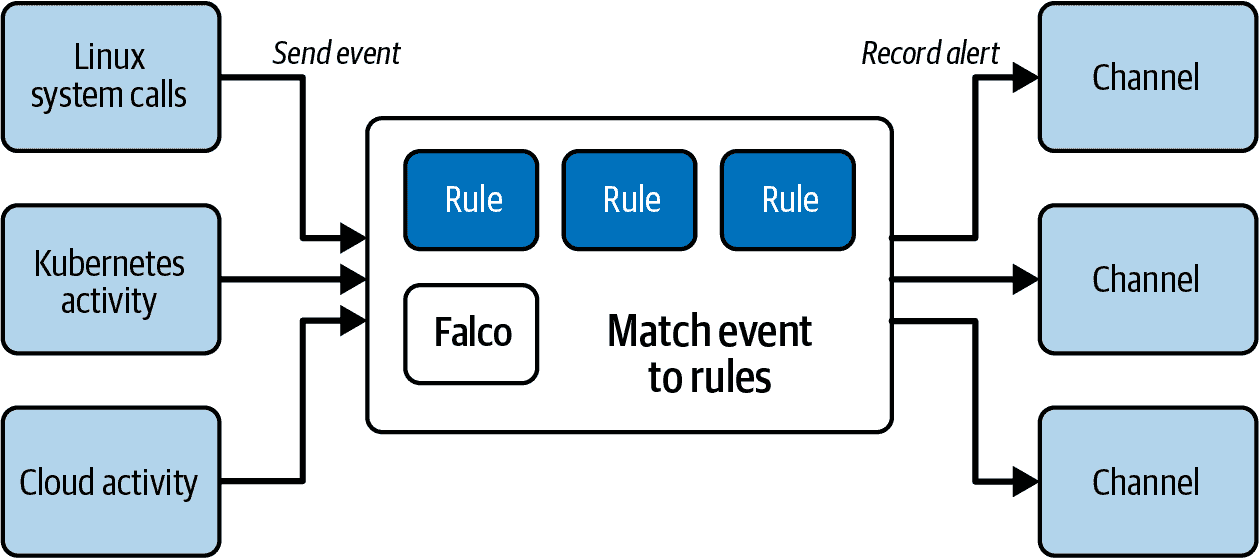 Linux
system calls
Send event
Record alert
Channel
Rule
Rule
Rule
Kubernetes
activity
Falco
Match event
to rules
Channel
Cloud activity
Channel